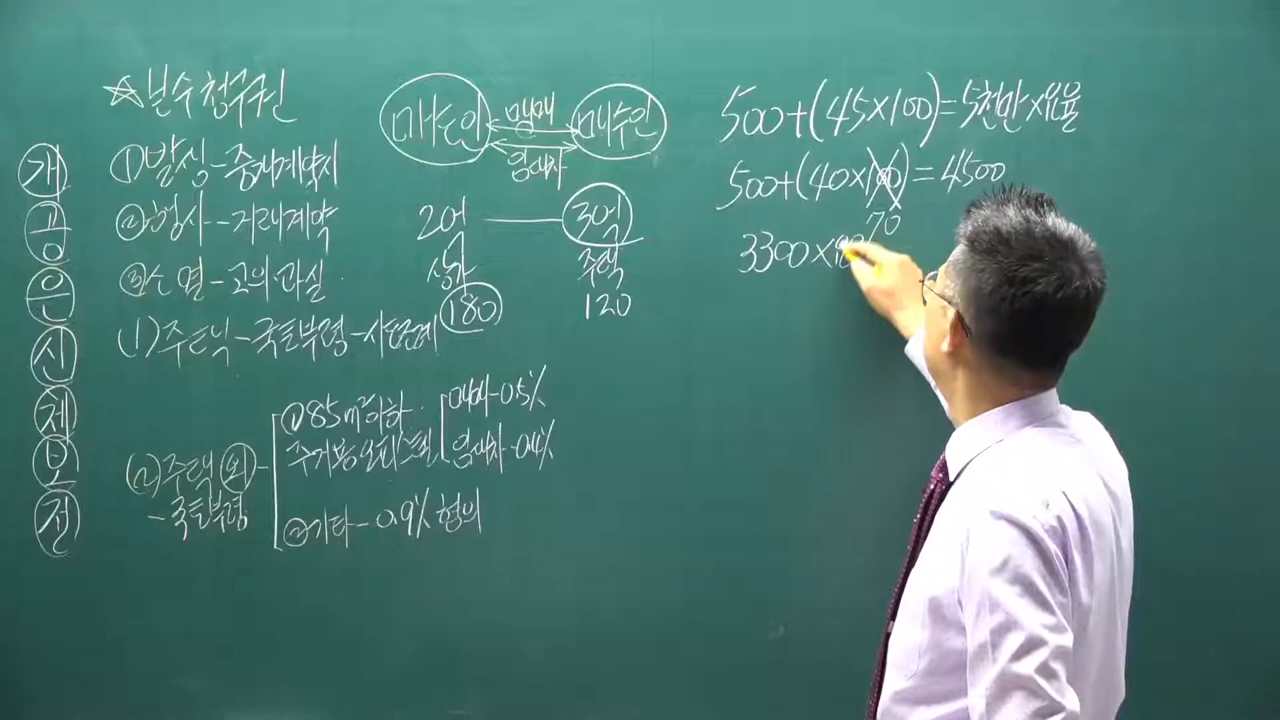 개
공
운
신
제
보
전
☆보수청구권
①발생-중개계약시
②행사-거래계약
③소멸-고의·과실
(1)주택-국토부령-시도조례
(2)주택(외)-
-국토부령
①85m²이하
주거용오피스텔
매매-0.5%
임대차-0.4%
②기타-0.9%협의
매도인
매매
임대차
매수인
2억
3억
상가
주택
180
120
500+(45×100)=5천만×요율
500+(40×100)=4500
70
3300×